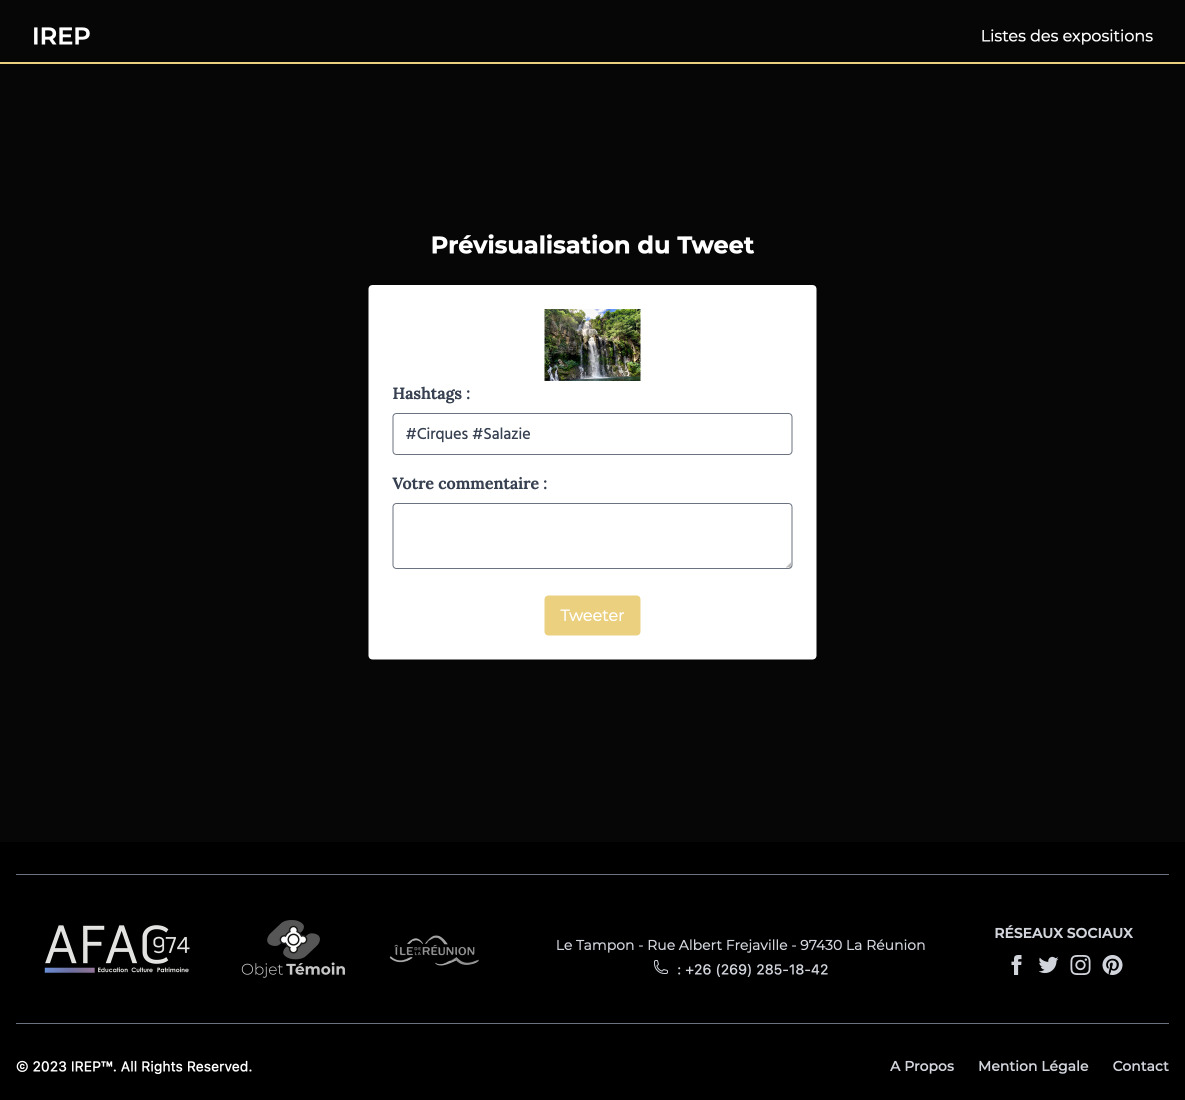 IREP
Listes des expositions
Prévisualisation du Tweet
Hashtags :
#Cirques #Salazie
Votre commentaire :
Tweeter
AFAC974
Education Culture Patrimoine
Objet Témoin
ÎLE DE LA RÉUNION
Le Tampon - Rue Albert Frejaville - 97430 La Réunion
: +26 (269) 285-18-42
RÉSEAUX SOCIAUX
© 2023 IREP™. All Rights Reserved.
A Propos
Mention Légale
Contact